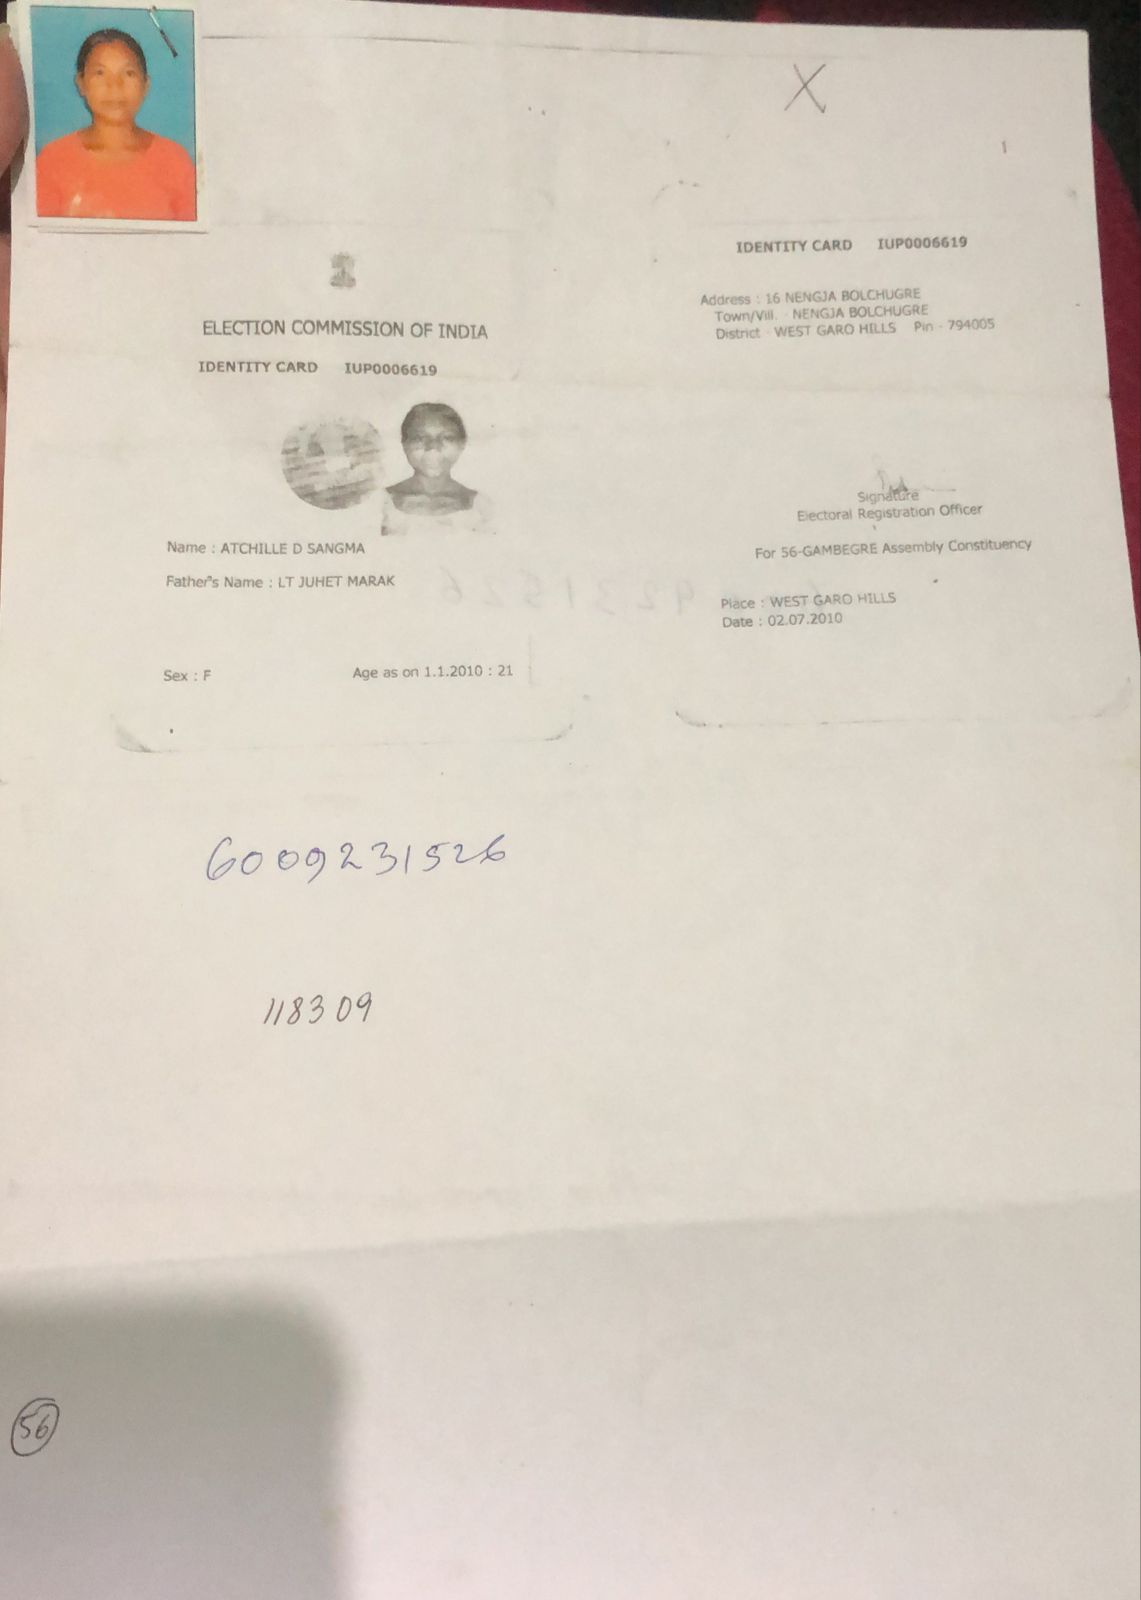 X
ELECTION COMMISSION OF INDIA
IDENTITY CARD IUP0006619
Name : ATCHILLE D SANGMA
Father's Name : LT JUHET MARAK
Sex : F Age as on 1.1.2010 : 21
IDENTITY CARD IUP0006619
Address : 16 NENGJA BOLCHUGRE
Town/Vill. · NENGJA BOLCHUGRE
District · WEST GARO HILLS Pin - 794005
Signature
Electoral Registration Officer
For 56-GAMBEGRE Assembly Constituency
Place : WEST GARO HILLS
Date : 02.07.2010
6009231526
118309
56